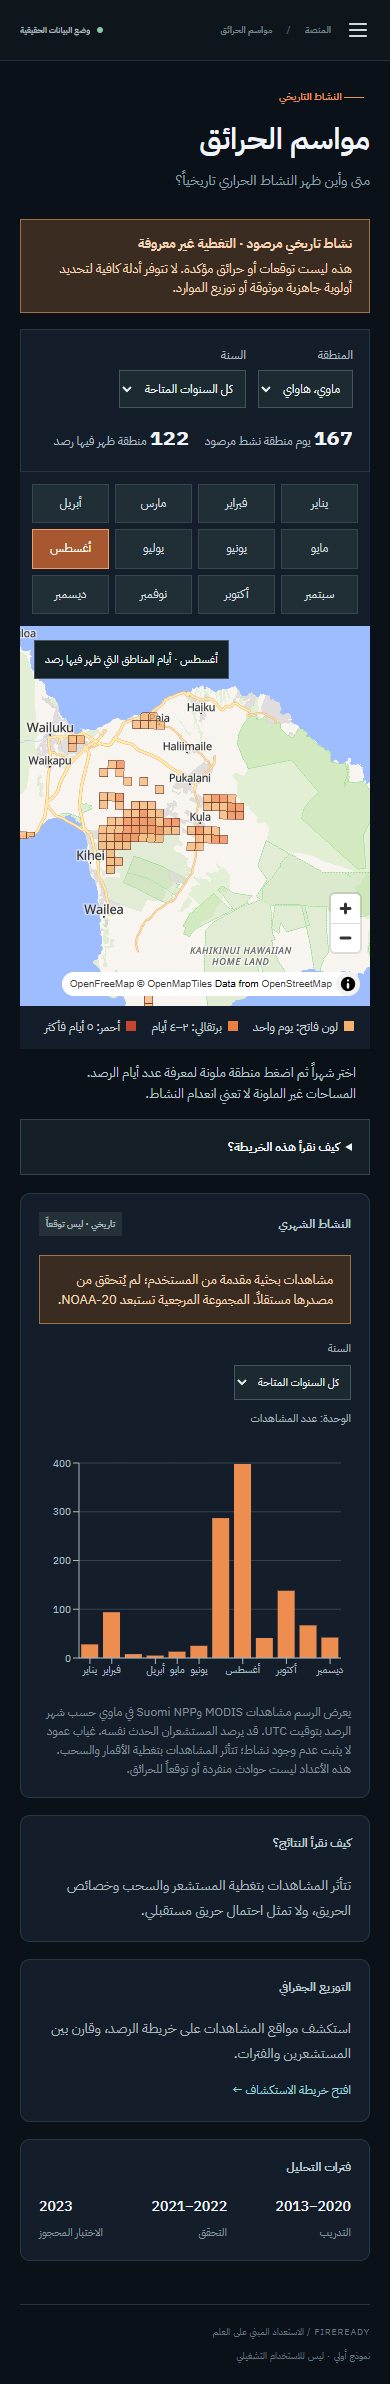 المنصة / مواسم الحرائق
وضع البيانات الحقيقية
النشاط التاريخي
مواسم الحرائق
متى وأين ظهر النشاط الحراري تاريخياً؟
نشاط تاريخي مرصود · التغطية غير معروفة
هذه ليست توقعات أو حرائق مؤكدة. لا تتوفر أدلة كافية لتحديد
أولوية جاهزية موثوقة أو توزيع الموارد.
المنطقة
السنة
ماوي، هاواي
كل السنوات المتاحة
167 يوم منطقة نشط مرصود
122 منطقة ظهر فيها رصد
يناير
فبراير
مارس
أبريل
مايو
يونيو
يوليو
أغسطس
سبتمبر
أكتوبر
نوفمبر
ديسمبر
loa
أغسطس · أيام المناطق التي ظهر فيها رصد
Haiku
aia
Wailuku
Haliimaile
Waikapu
Pukalani
Kula
Kihei
Wailea
KAHIKINUI HAWAIIAN
HOME LAND
+
−
OpenFreeMap © OpenMapTiles Data from OpenStreetMap
لون فاتح: يوم واحد
برتقالي: ٢–٤ أيام
أحمر: ٥ أيام فأكثر
اختر شهراً ثم اضغط منطقة ملونة لمعرفة عدد أيام الرصد.
المساحات غير الملونة لا تعني انعدام النشاط.
كيف نقرأ هذه الخريطة؟
النشاط الشهري
تاريخي · ليس توقعاً
مشاهدات بحثية مقدمة من المستخدم؛ لم يُتحقق من
مصدرها مستقلاً. المجموعة المرجعية تستبعد NOAA-20.
السنة
كل السنوات المتاحة
الوحدة: عدد المشاهدات
400
300
200
100
0
يناير فبراير أبريل مايو يونيو أغسطس أكتوبر ديسمبر
يعرض الرسم مشاهدات MODIS وSuomi NPP في ماوي حسب شهر
الرصد بتوقيت UTC. قد يرصد المستشعران الحدث نفسه. غياب عمود
لا يثبت عدم وجود نشاط؛ تتأثر المشاهدات بتغطية الأقمار والسحب.
هذه الأعداد ليست حوادث منفردة أو توقعاً للحرائق.
كيف نقرأ النتائج؟
تتأثر المشاهدات بتغطية المستشعر والسحب وخصائص
الحريق، ولا تمثل احتمال حريق مستقبلي.
التوزيع الجغرافي
استكشف مواقع المشاهدات على خريطة الرصد، وقارن بين
المستشعرين والفترات.
افتح خريطة الاستكشاف ←
فترات التحليل
2013–2020
2021–2022
2023
التدريب
التحقق
الاختبار المحجوز
FIREREADY / الاستعداد المبني على العلم
نموذج أولي · ليس للاستخدام التشغيلي